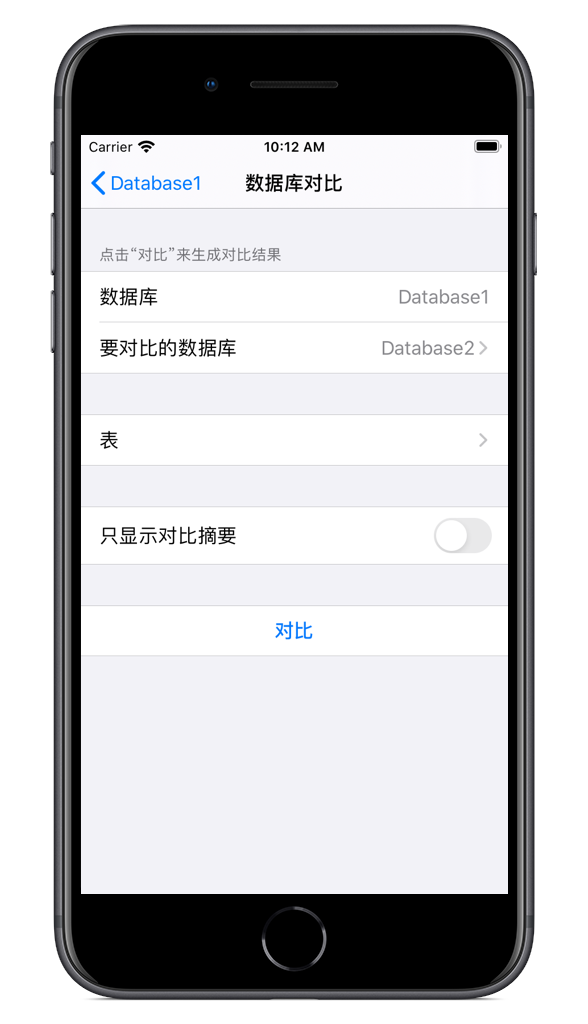 Carrier 10:12 AM
Database1 数据库对比
点击“对比”来生成对比结果
数据库 Database1
要对比的数据库 Database2
表
只显示对比摘要
对比